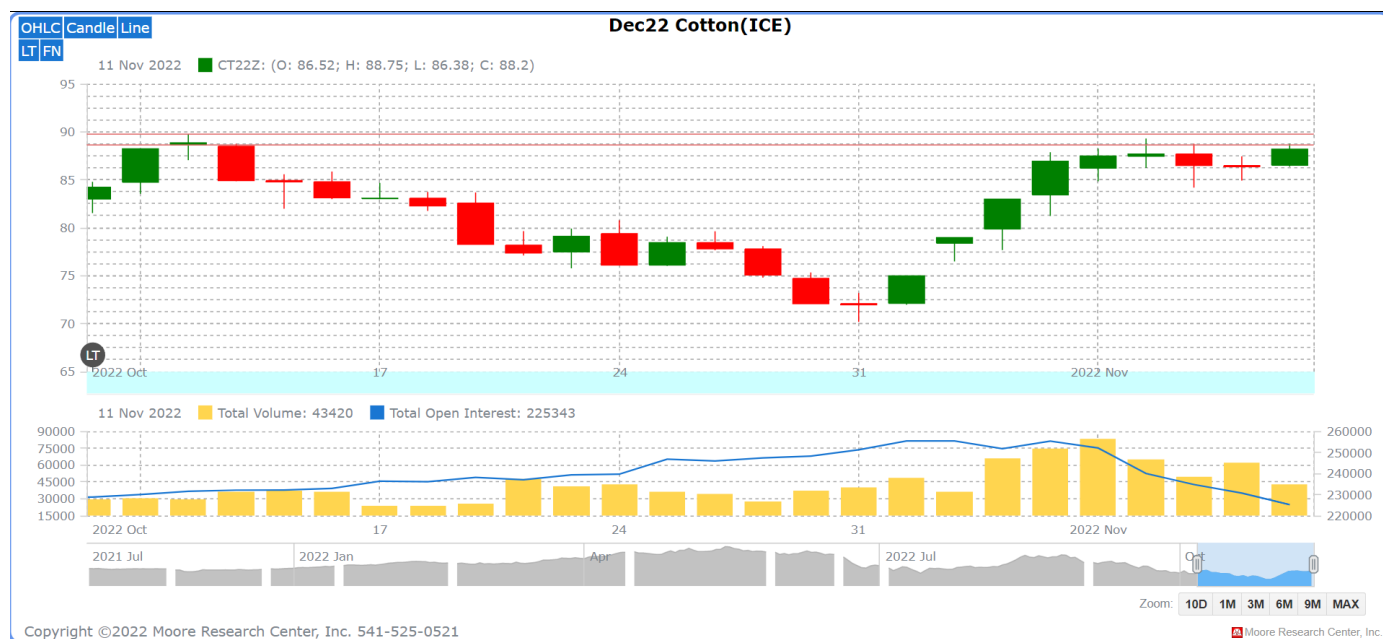 Dec22 Cotton(ICE)
OHLC Candle Line
LT FN
11 Nov 2022 CT22Z: (O: 86.52; H: 88.75; L: 86.38; C: 88.2)
95
90
85
80
75
70
65
LT
2022 Oct 17 24 31 2022 Nov
11 Nov 2022 Total Volume: 43420 Total Open Interest: 225343
90000 260000
75000 250000
60000
45000 240000
30000 230000
15000 220000
2022 Oct 17 24 31 2022 Nov
2021 Jul 2022 Jan Apr 2022 Jul Oct
Zoom: 10D 1M 3M 6M 9M MAX
Copyright ©2022 Moore Research Center, Inc. 541-525-0521
Moore Research Center, Inc.